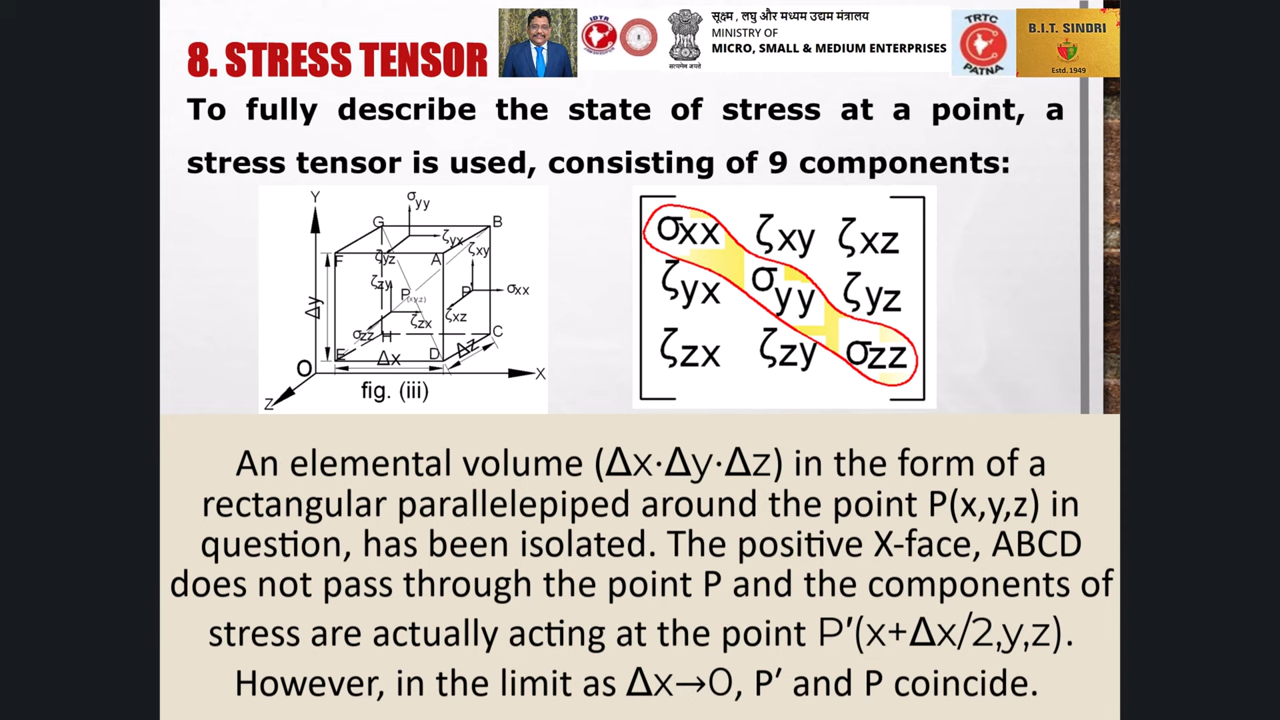 8. STRESS TENSOR
IDTR
सूक्ष्म , लघु और मध्यम उद्यम मंत्रालय
MINISTRY OF
MICRO, SMALL & MEDIUM ENTERPRISES
सत्यमेव जयते
TRTC
PATNA
B.I.T. SINDRI
Estd. 1949
To fully describe the state of stress at a point, a
stress tensor is used, consisting of 9 components:
Y
σyy
G
B
ζyx
ζxy
F
ζyz
A
ζzy
P(x,y,z)
P'
σxx
Δy
ζzx
ζxz
σzz
H
C
E
Δx
D
Δz
O
X
Z
fig. (iii)
σxx ζxy ζxz
ζyx σyy ζyz
ζzx ζzy σzz
An elemental volume (Δx·Δy·Δz) in the form of a
rectangular parallelepiped around the point P(x,y,z) in
question, has been isolated. The positive X-face, ABCD
does not pass through the point P and the components of
stress are actually acting at the point P′(x+Δx/2,y,z).
However, in the limit as Δx→0, P′ and P coincide.